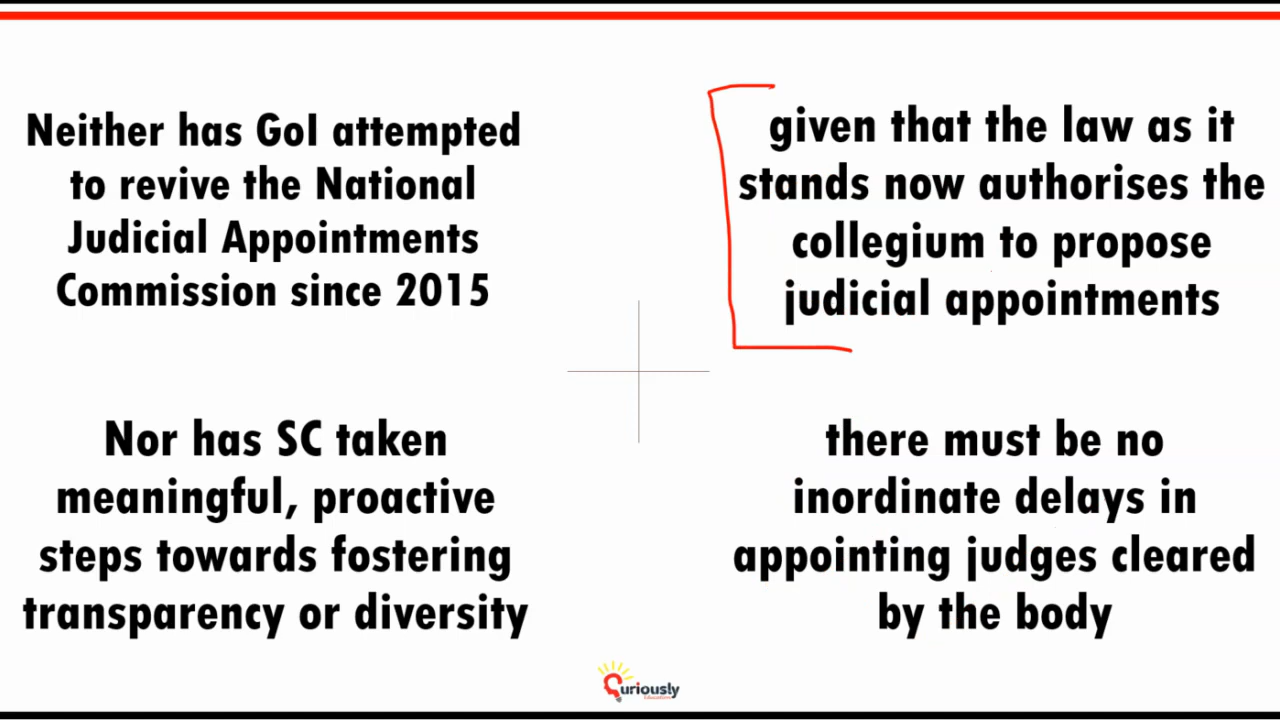 Neither has GoI attempted
to revive the National
Judicial Appointments
Commission since 2015
given that the law as it
stands now authorises the
collegium to propose
judicial appointments
Nor has SC taken
meaningful, proactive
steps towards fostering
transparency or diversity
there must be no
inordinate delays in
appointing judges cleared
by the body
Curiously
Education